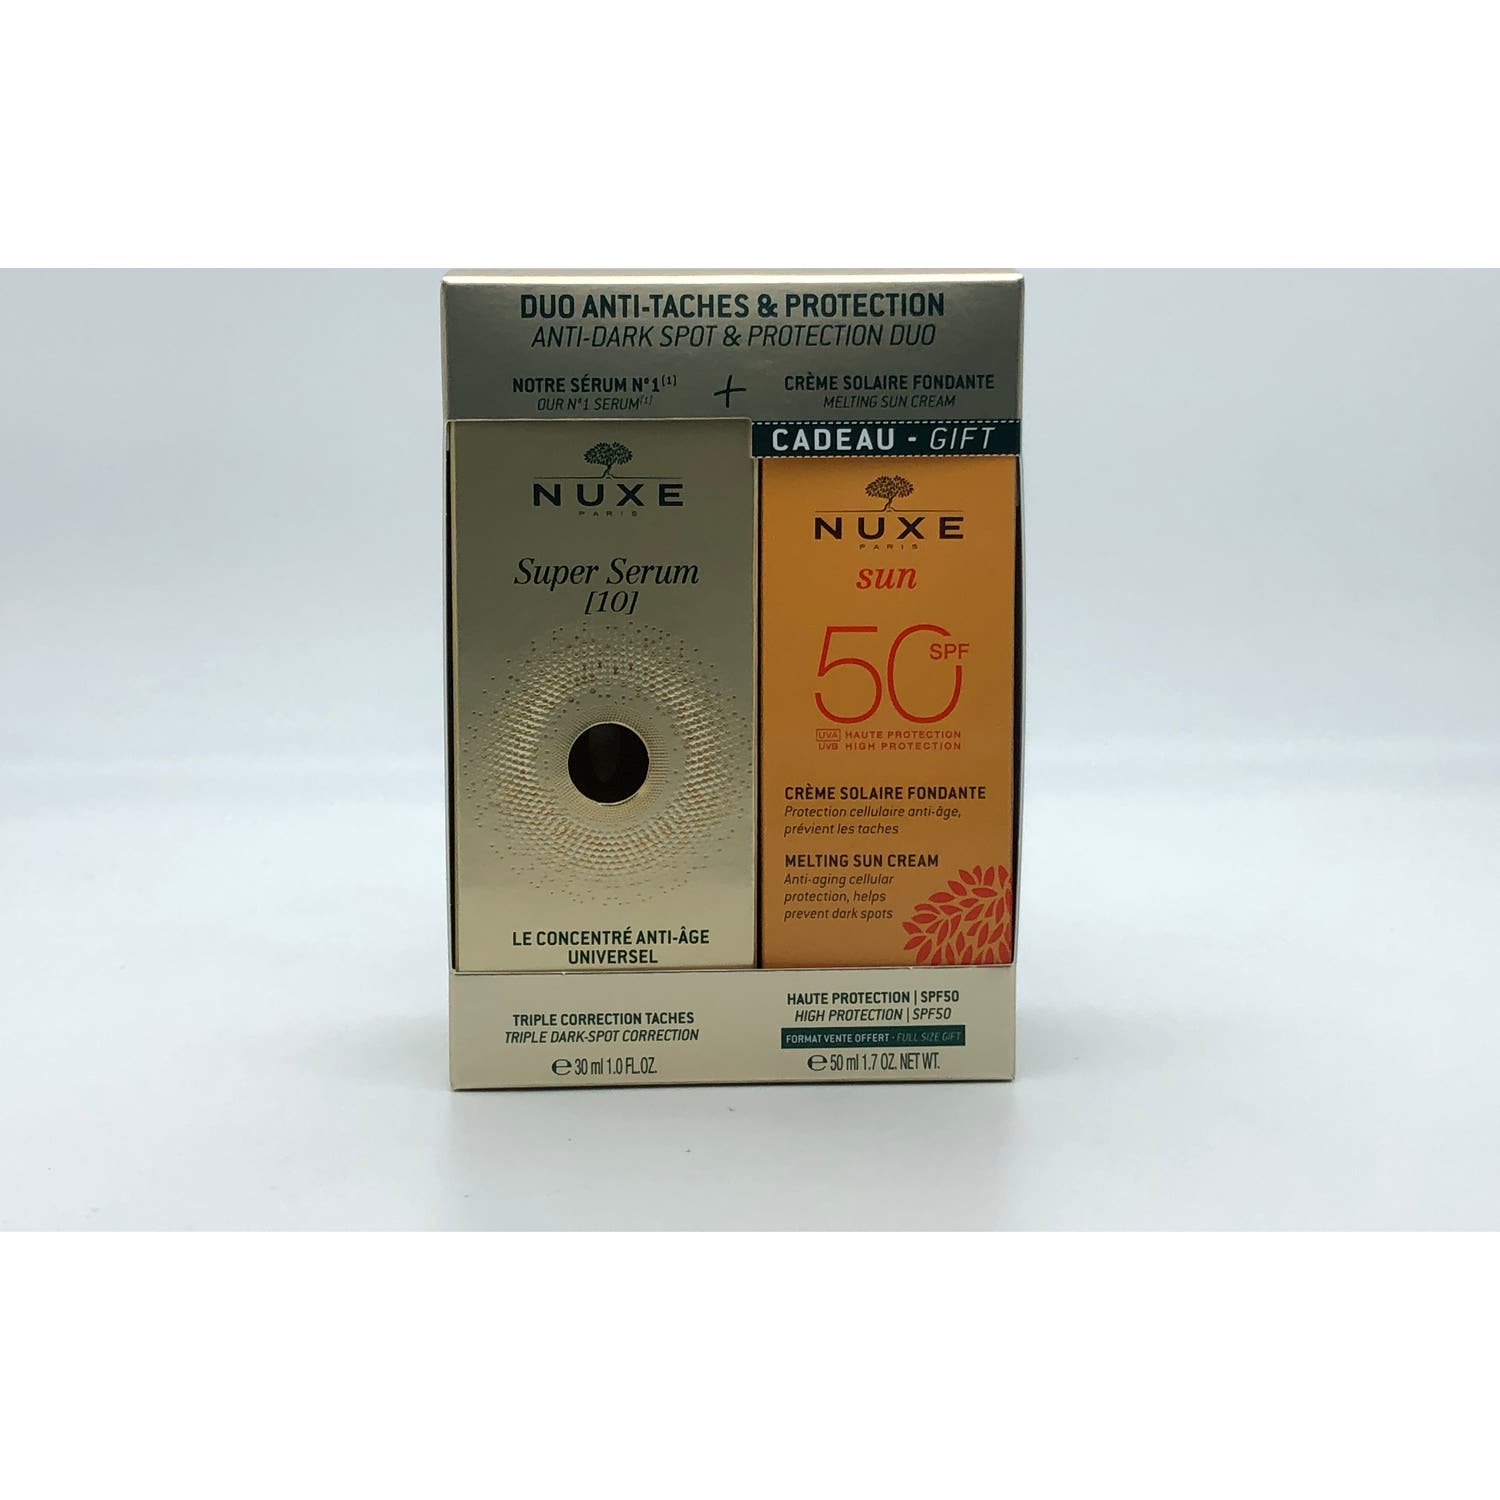 DUO ANTI-TACHES & PROTECTION
ANTI-DARK SPOT & PROTECTION DUO
NOTRE SÉRUM N°1(1)
OUR N°1 SERUM(1)
+
CRÈME SOLAIRE FONDANTE
MELTING SUN CREAM
CADEAU - GIFT
NUXE
PARIS
Super Serum
[10]
LE CONCENTRÉ ANTI-ÂGE
UNIVERSEL
NUXE
PARIS
sun
50 SPF
UVA HAUTE PROTECTION
UVB HIGH PROTECTION
CRÈME SOLAIRE FONDANTE
Protection cellulaire anti-âge,
prévient les taches
MELTING SUN CREAM
Anti-aging cellular
protection, helps
prevent dark spots
TRIPLE CORRECTION TACHES
TRIPLE DARK-SPOT CORRECTION
℮ 30 ml 1.0 FL.OZ.
HAUTE PROTECTION | SPF50
HIGH PROTECTION | SPF50
FORMAT VENTE OFFERT · FULL SIZE GIFT
℮ 50 ml 1.7 OZ. NET WT.